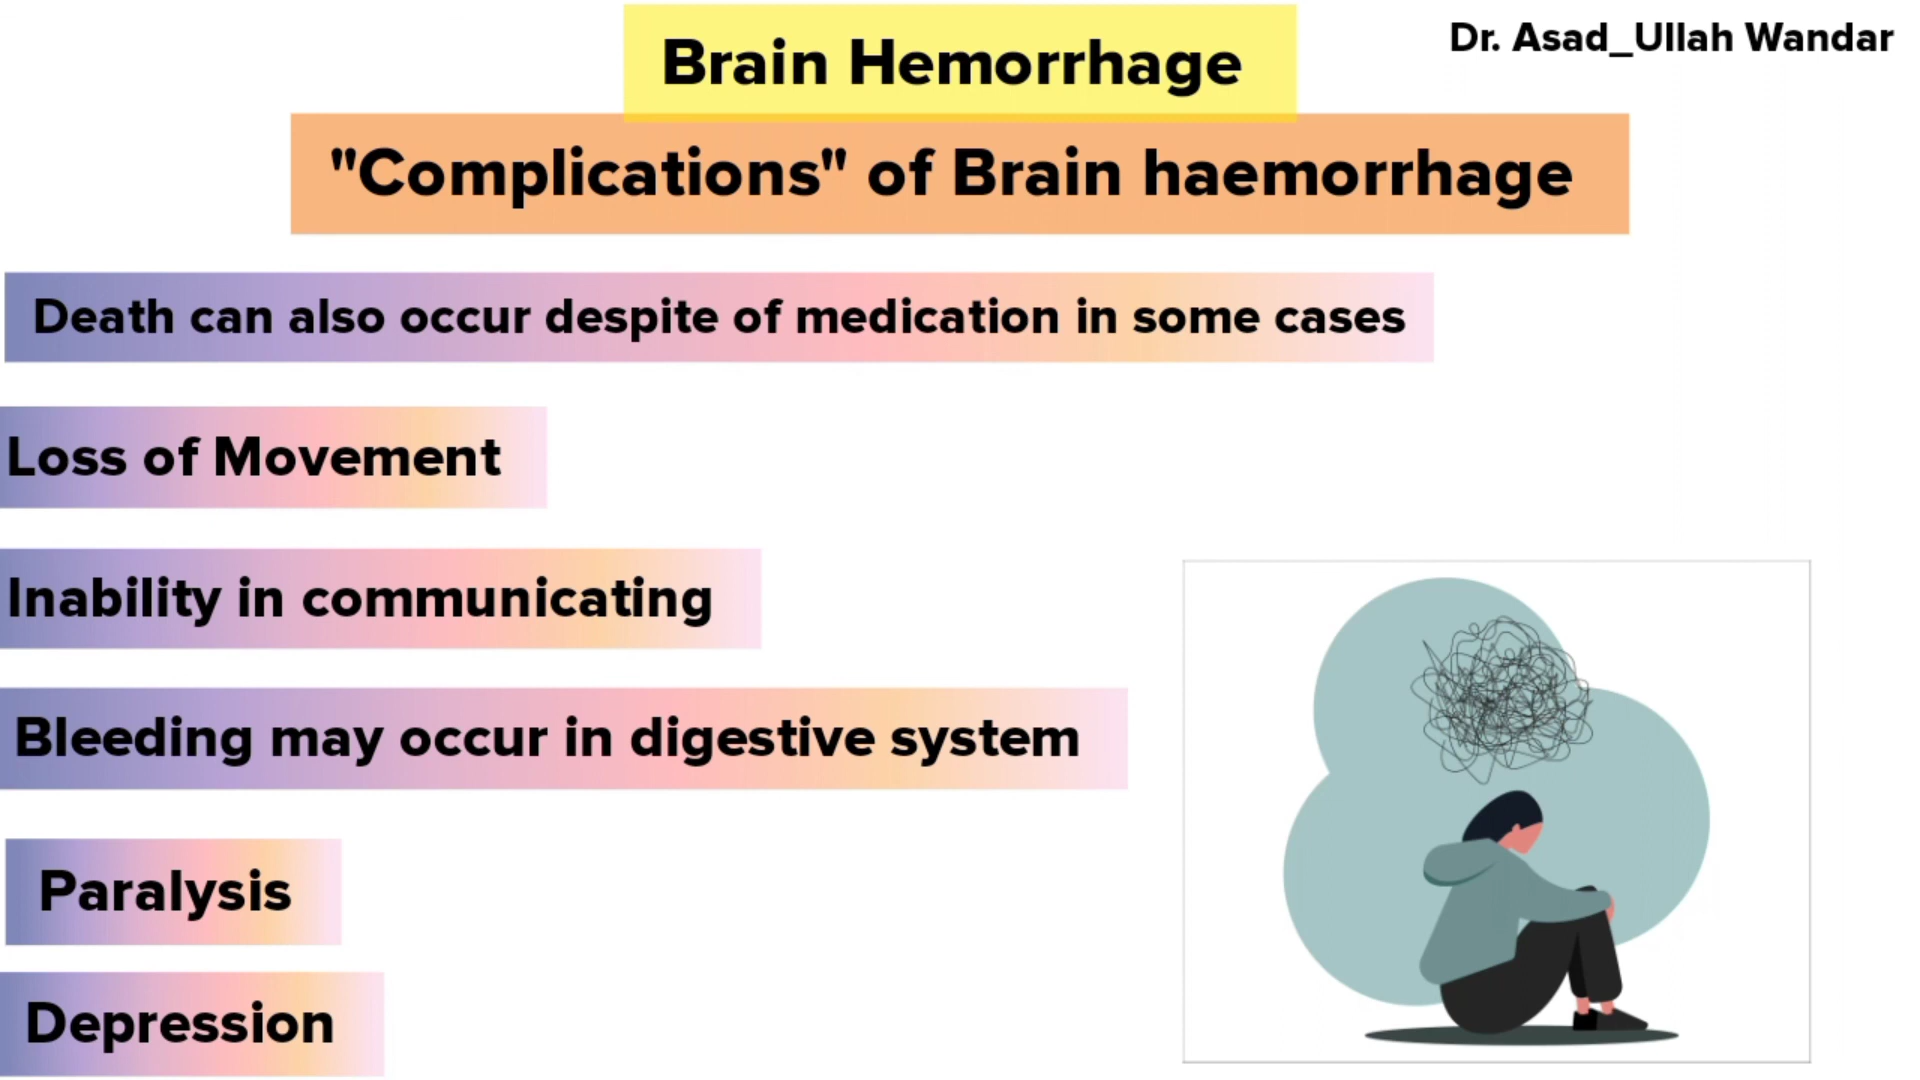 Brain Hemorrhage
Dr. Asad_Ullah Wandar
"Complications" of Brain haemorrhage
Death can also occur despite of medication in some cases
Loss of Movement
Inability in communicating
Bleeding may occur in digestive system
Paralysis
Depression